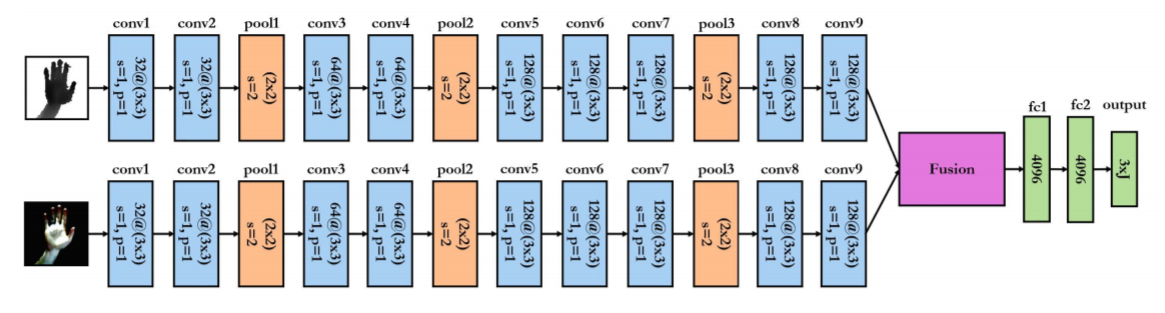 conv1 conv2 pool1 conv3 conv4 pool2 conv5 conv6 conv7 pool3 conv8 conv9
32@(3x3)
s=1, p=1
32@(3x3)
s=1, p=1
(2x2)
s=2
64@(3x3)
s=1, p=1
64@(3x3)
s=1, p=1
(2x2)
s=2
128@(3x3)
s=1, p=1
128@(3x3)
s=1, p=1
128@(3x3)
s=1, p=1
(2x2)
s=2
128@(3x3)
s=1, p=1
128@(3x3)
s=1, p=1
conv1 conv2 pool1 conv3 conv4 pool2 conv5 conv6 conv7 pool3 conv8 conv9
32@(3x3)
s=1, p=1
32@(3x3)
s=1, p=1
(2x2)
s=2
64@(3x3)
s=1, p=1
64@(3x3)
s=1, p=1
(2x2)
s=2
128@(3x3)
s=1, p=1
128@(3x3)
s=1, p=1
128@(3x3)
s=1, p=1
(2x2)
s=2
128@(3x3)
s=1, p=1
128@(3x3)
s=1, p=1
Fusion
fc1 fc2 output
4096
4096
3xJ